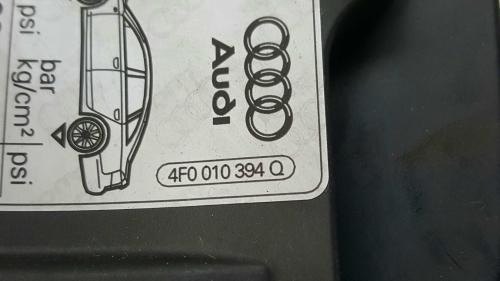 psi
bar
kg/cm²
psi
Audi
4F0 010 394 Q